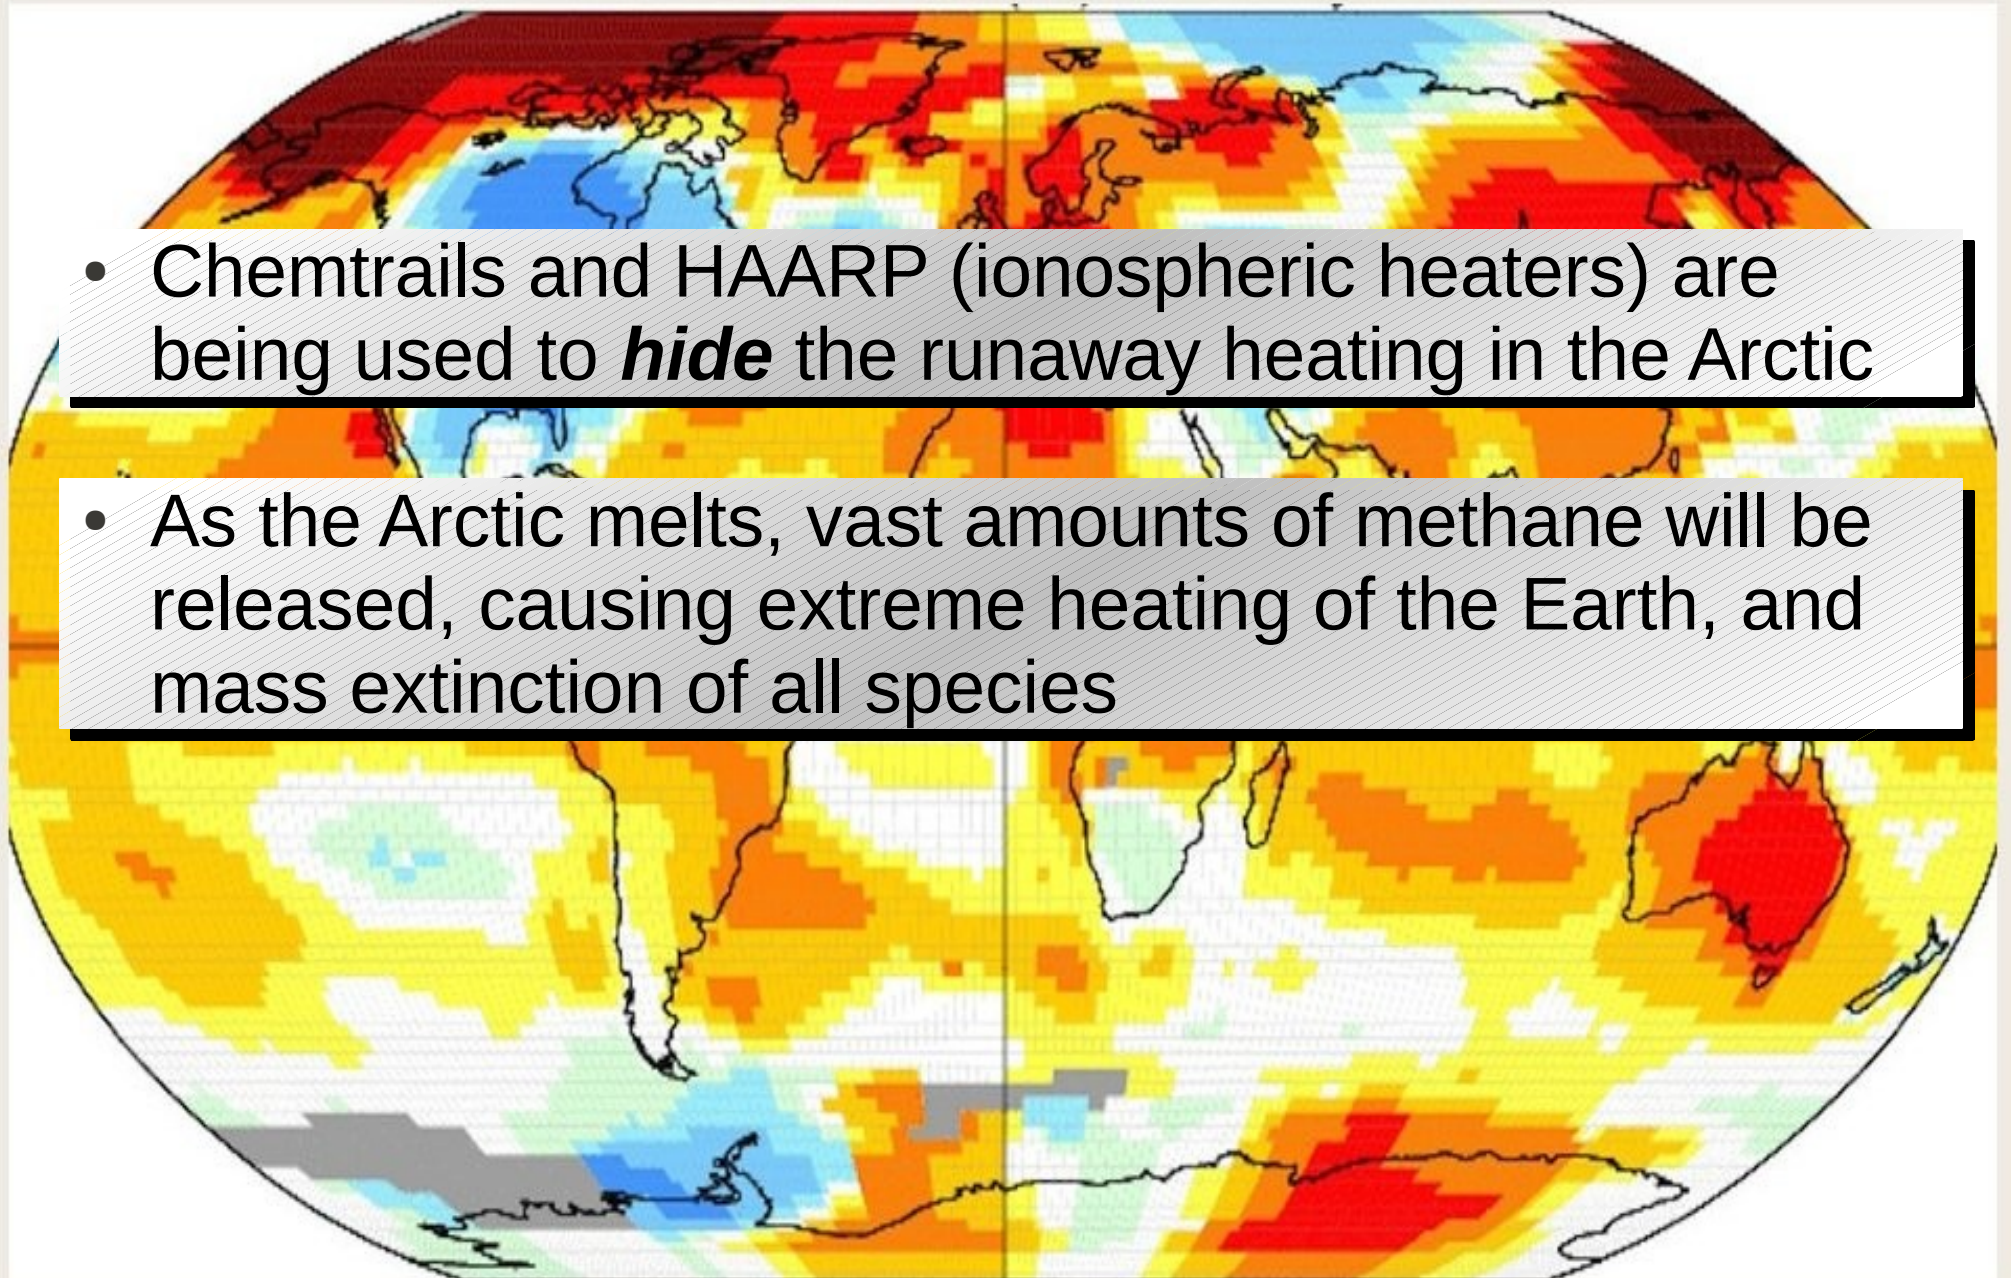 • Chemtrails and HAARP (ionospheric heaters) are
being used to hide the runaway heating in the Arctic
• As the Arctic melts, vast amounts of methane will be
released, causing extreme heating of the Earth, and
mass extinction of all species